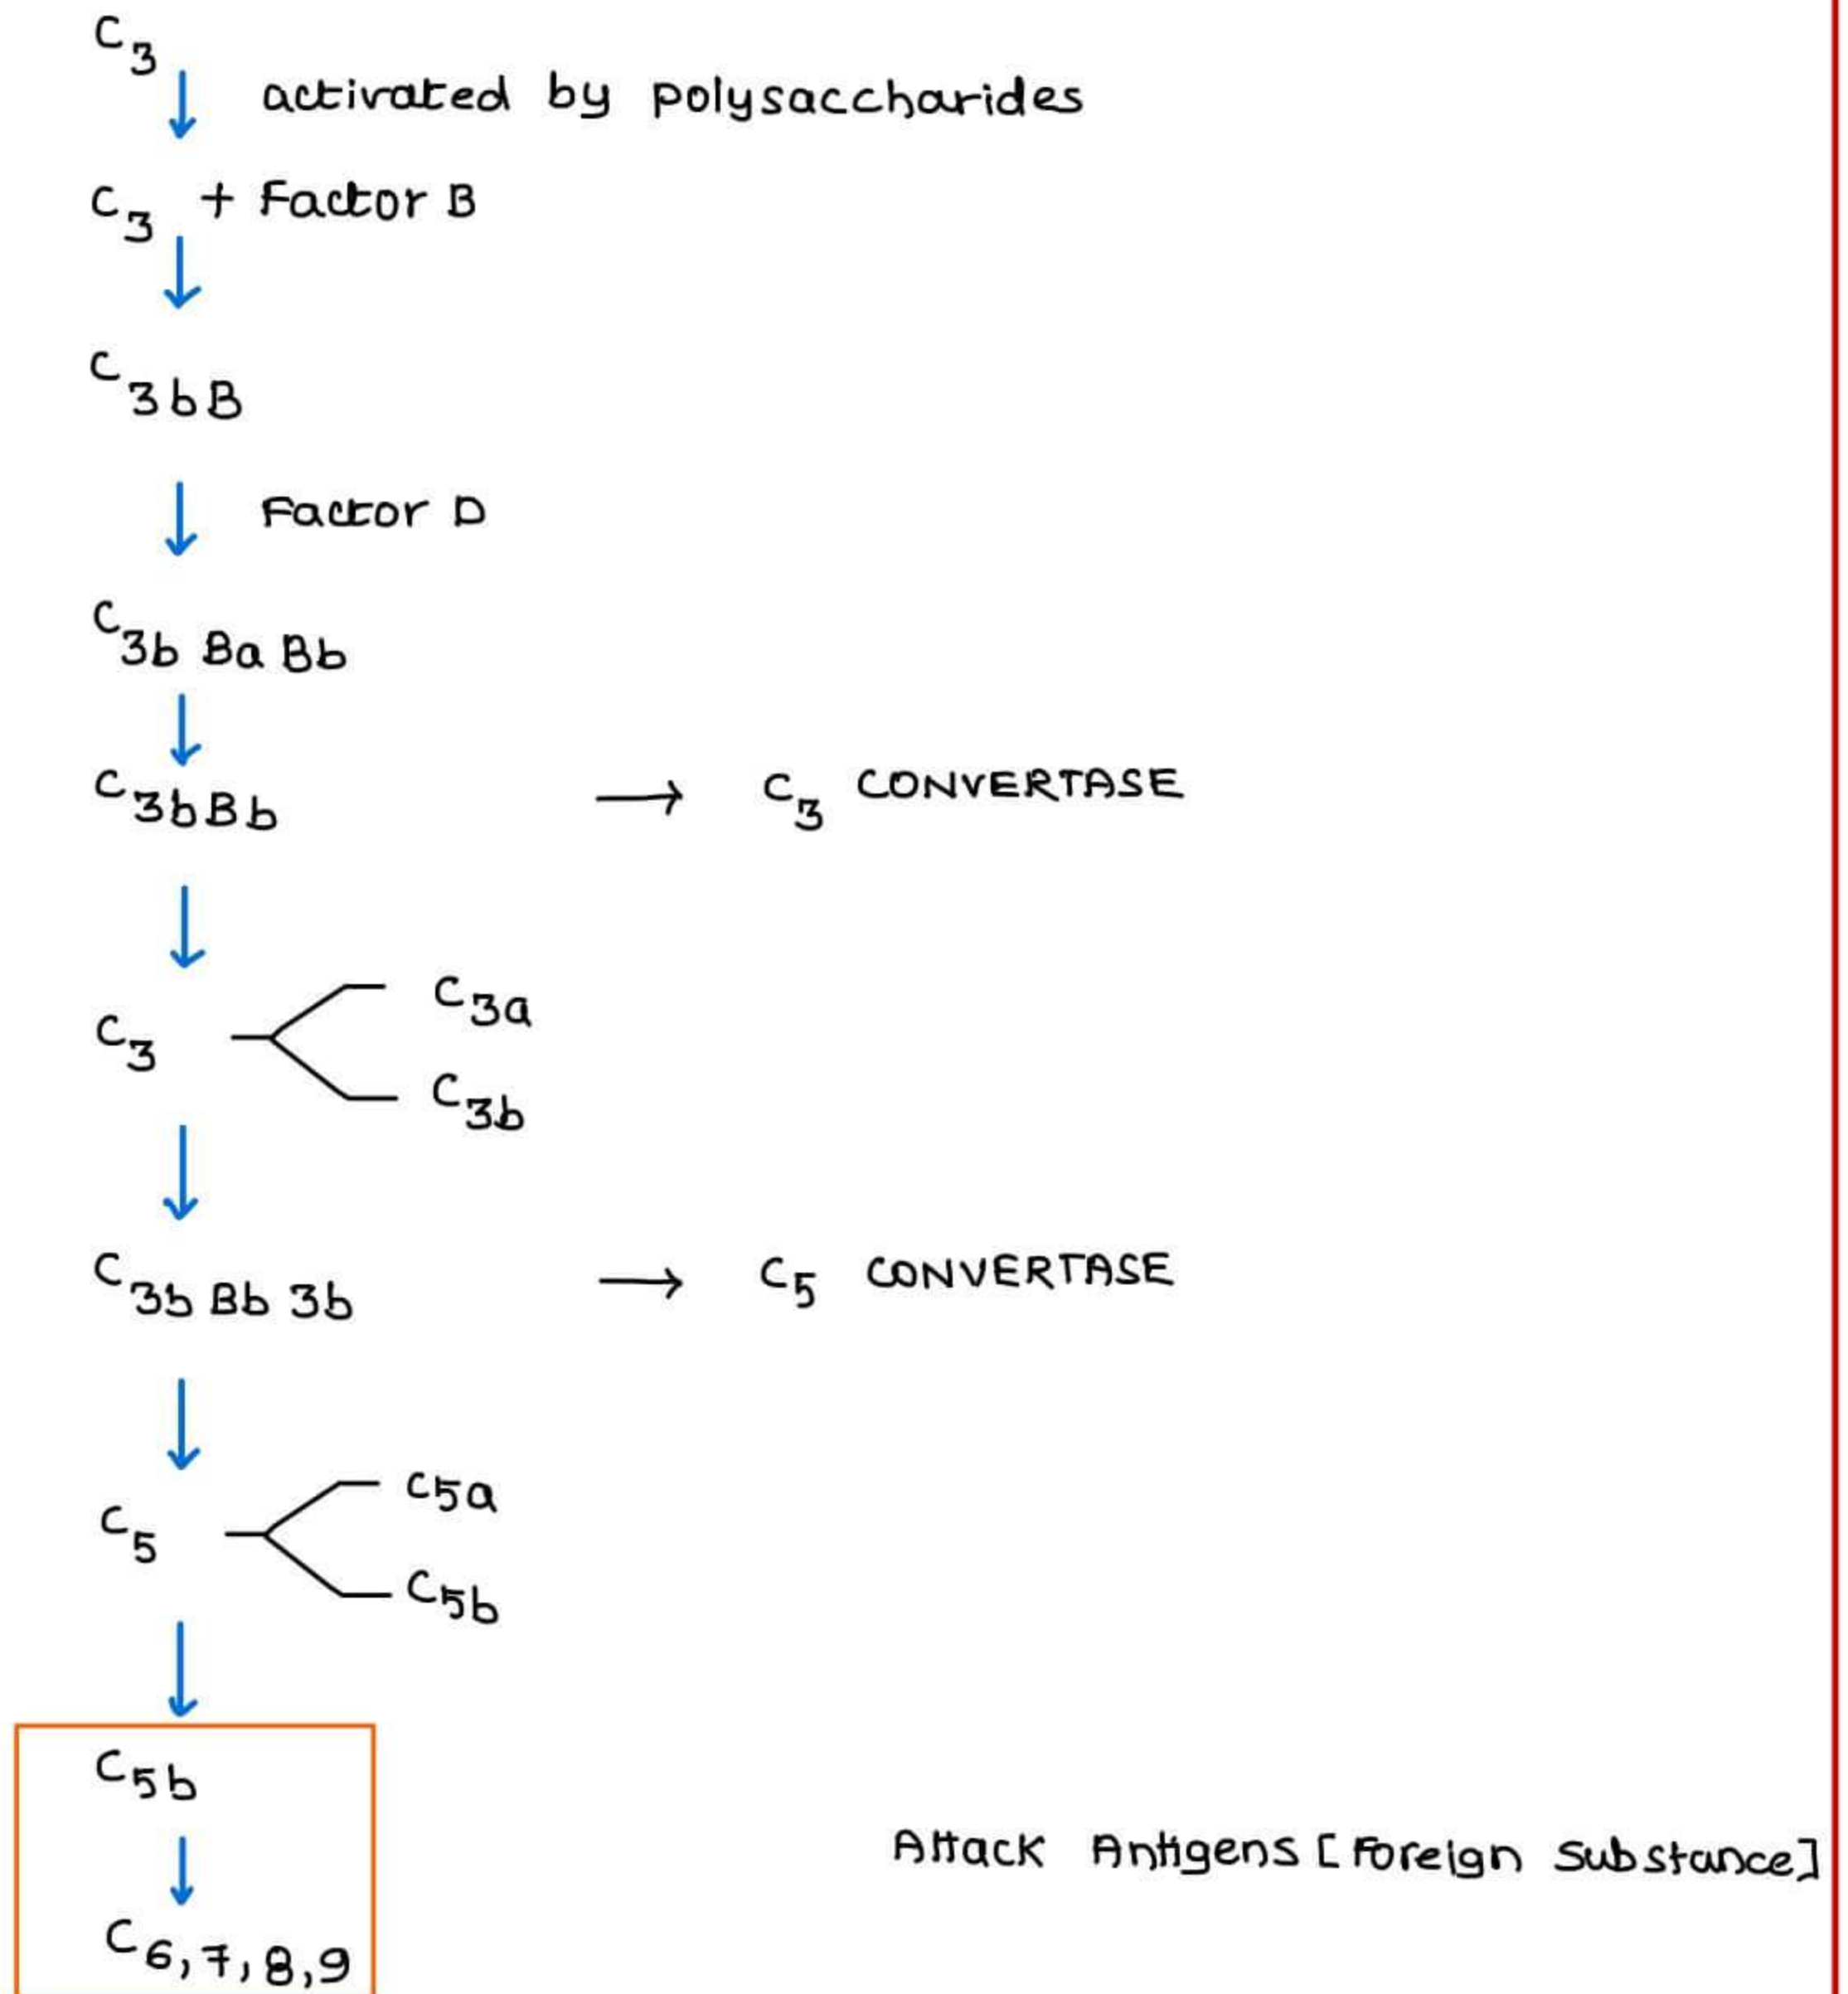 C3
activated by polysaccharides
C3 + Factor B
C3bB
Factor D
C3b Ba Bb
C3bBb → C3 CONVERTASE
C3a
C3
C3b
C3b Bb 3b → C5 CONVERTASE
C5a
C5
C5b
C5b
Attack Antigens [Foreign Substance]
C6,7,8,9